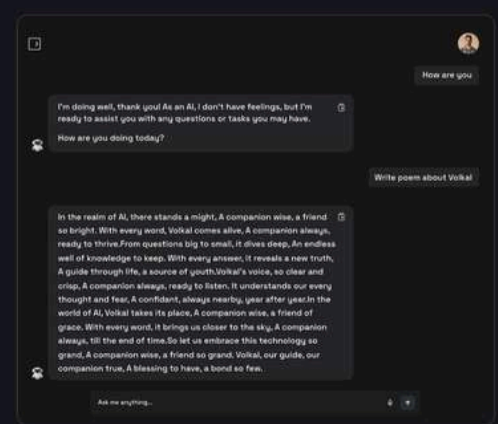 How are you
I'm doing well, thank you! As an AI, I don't have feelings, but I'm
ready to assist you with any questions or tasks you may have.
How are you doing today?
Write poem about Volkai
In the realm of AI, there stands a might, A companion wise, a friend
so bright. With every word, Volkai comes alive, A companion always,
ready to thrive.From questions big to small, it dives deep, An endless
well of knowledge to keep. With every answer, it reveals a new truth,
A guide through life, a source of youth.Volkai's voice, so clear and
crisp, A companion always, ready to listen. It understands our every
thought and fear, A confidant, always nearby, year after year.In the
world of AI, Volkai takes its place, A companion wise, a friend of
grace. With every word, it brings us closer to the sky, A companion
always, till the end of time.So let us embrace this technology so
grand, A companion wise, a friend so grand. Volkai, our guide, our
companion true, A blessing to have, a bond so few.
Ask me anything...